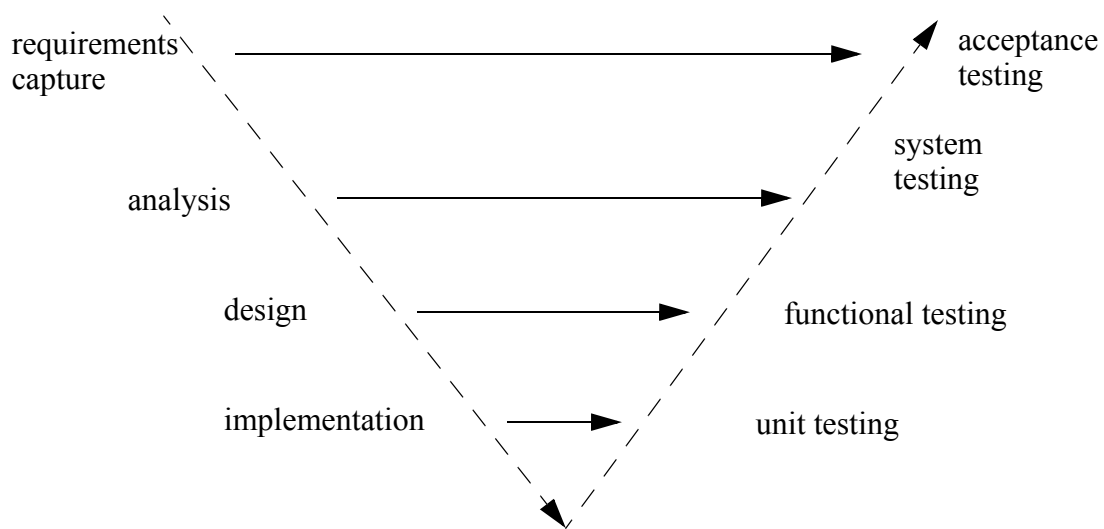 requirements
capture
acceptance
testing
system
testing
analysis
design
functional testing
implementation
unit testing